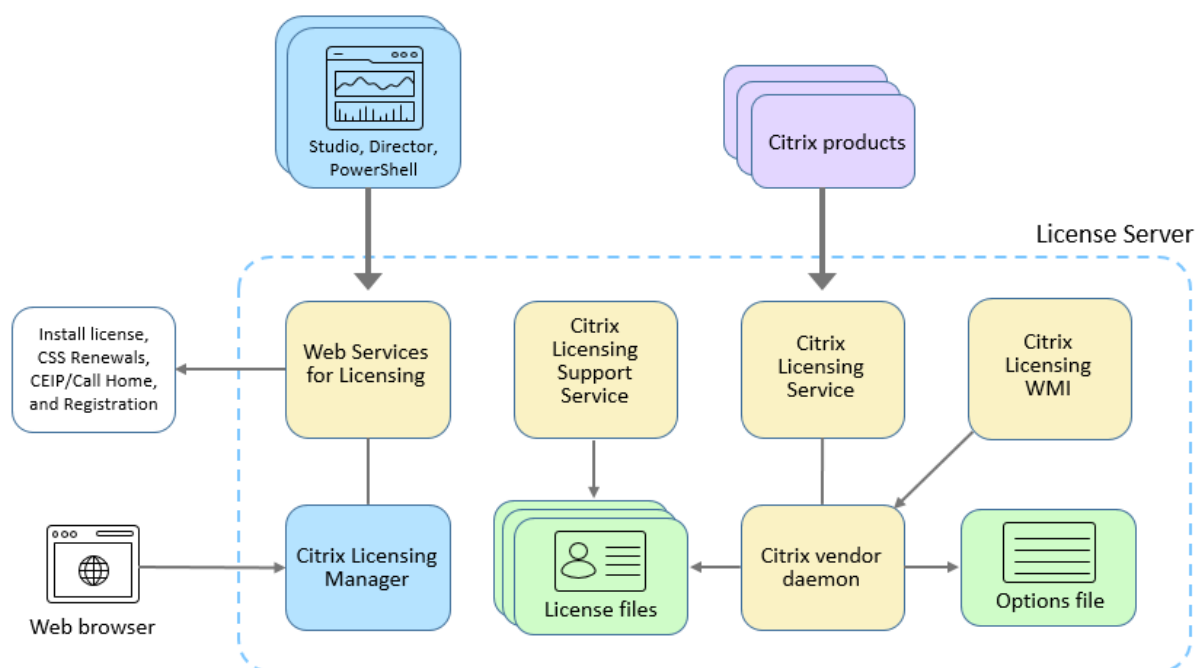 Studio, Director,
PowerShell
Citrix products
License Server
Install license,
CSS Renewals,
CEIP/Call Home,
and Registration
Web Services
for Licensing
Citrix
Licensing
Support
Service
Citrix
Licensing
Service
Citrix
Licensing
WMI
Web browser
Citrix Licensing
Manager
License files
Citrix vendor
daemon
Options file